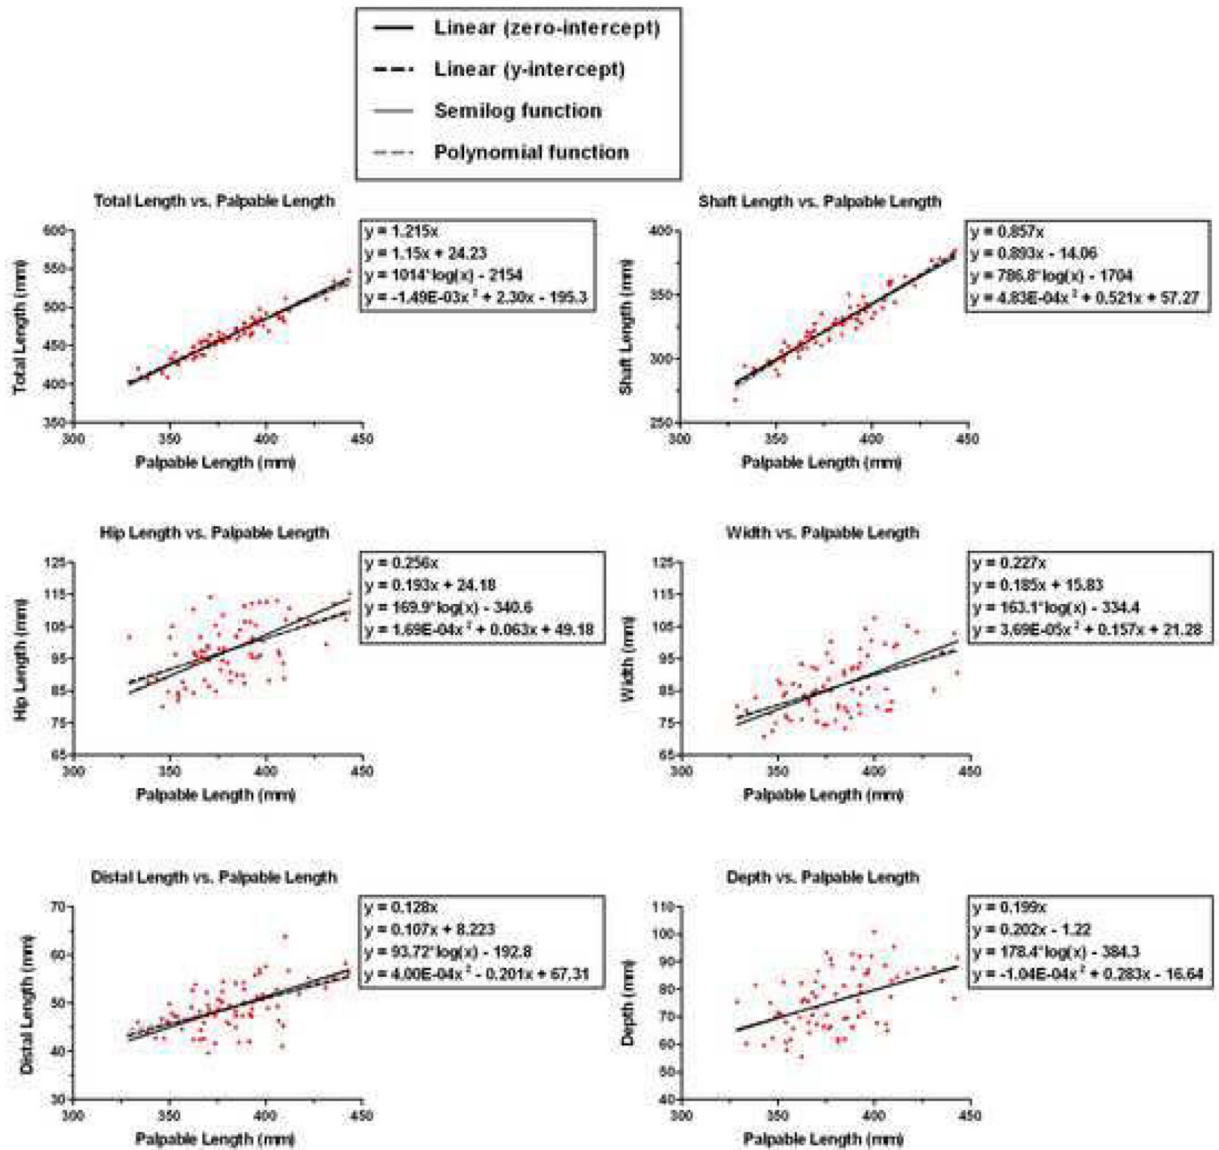 Linear (zero-intercept)
Linear (y-intercept)
Semilog function
Polynomial function
Total Length vs. Palpable Length
y = 1.215x
y = 1.15x + 24.23
y = 1014*log(x) - 2154
y = -1.49E-03x² + 2.30x - 195.3
Total Length (mm)
600
550
500
450
400
350
300 350 400 450
Palpable Length (mm)
Shaft Length vs. Palpable Length
y = 0.857x
y = 0.893x - 14.06
y = 786.8*log(x) - 1704
y = 4.83E-04x² + 0.521x + 57.27
Shaft Length (mm)
400
350
300
250
300 350 400 450
Palpable Length (mm)
Hip Length vs. Palpable Length
y = 0.256x
y = 0.193x + 24.18
y = 169.9*log(x) - 340.6
y = 1.69E-04x² + 0.063x + 49.18
Hip Length (mm)
125
115
105
95
85
75
65
300 350 400 450
Palpable Length (mm)
Width vs. Palpable Length
y = 0.227x
y = 0.185x + 15.83
y = 163.1*log(x) - 334.4
y = 3.69E-05x² + 0.157x + 21.28
Width (mm)
125
115
105
95
85
75
65
300 350 400 450
Palpable Length (mm)
Distal Length vs. Palpable Length
y = 0.128x
y = 0.107x + 8.223
y = 93.72*log(x) - 192.8
y = 4.00E-04x² - 0.201x + 67.31
Distal Length (mm)
70
60
50
40
30
300 350 400 450
Palpable Length (mm)
Depth vs. Palpable Length
y = 0.199x
y = 0.202x - 1.22
y = 178.4*log(x) - 384.3
y = -1.04E-04x² + 0.283x - 16.64
Depth (mm)
110
100
90
80
70
60
50
40
300 350 400 450
Palpable Length (mm)